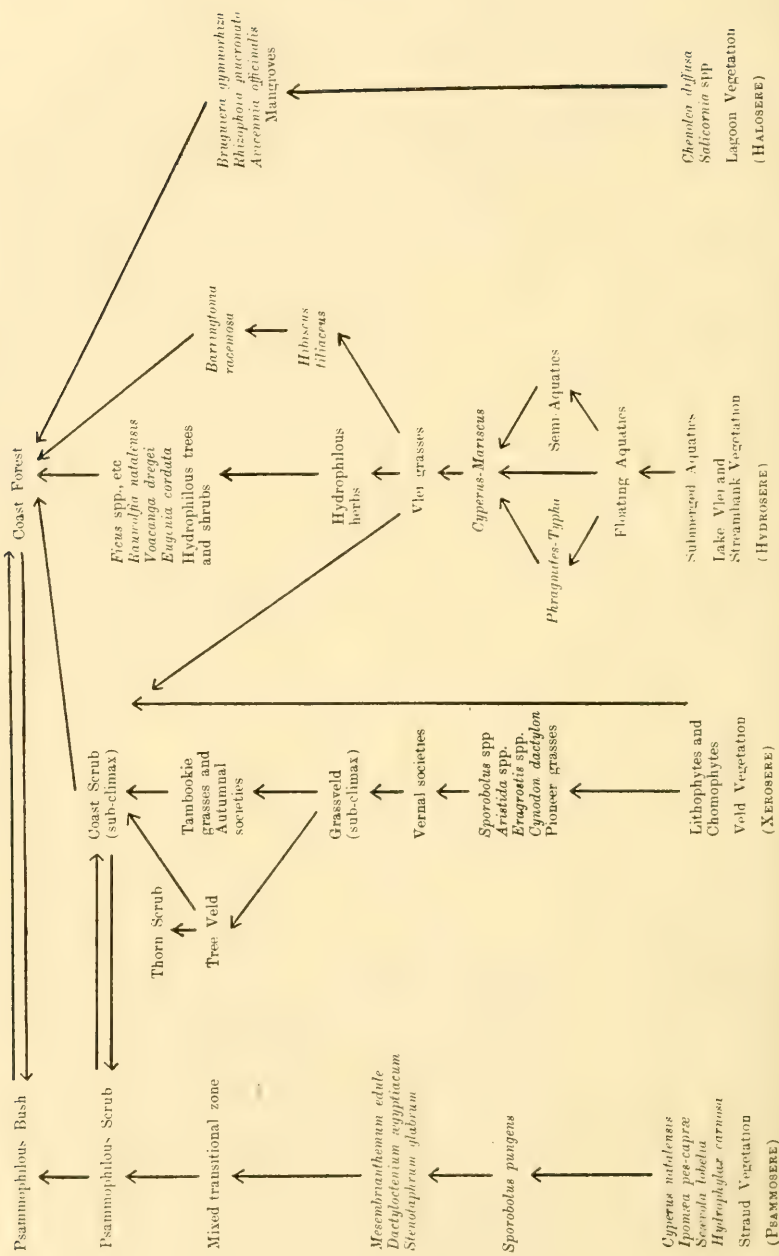 Psammophilous Bush
Coast Forest
Psammophilous Scrub
Coast Scrub
(sub-climax)
Thorn Scrub
Tree Veld
Tambookie
grasses and
Autumnal
societies
Ficus spp., etc
Rauwolfia natalensis
Voacanga dregei
Eugenia cordata
Hydrophilous trees
and shrubs
Barringtonia
racemosa
Bruguiera gymnorhiza
Rhizophora mucronata
Avicennia officinalis
Mangroves
Mixed transitional zone
Grassveld
(sub-climax)
Hydrophilous
herbs
Hibiscus
tiliaceus
Mesembrianthemum edule
Dactyloctenium ægyptiacum
Stenotaphrum glabrum
Vernal societies
Vlei grasses
Sporobolus pungens
Sporobolus spp
Aristida spp.
Eragrostis spp.
Cynodon dactylon
Pioneer grasses
Cyperus-Mariscus
Phragmites-Typha
Semi-Aquatics
Floating Aquatics
Cyperus natalensis
Ipomæa pes-capræ
Scævola lobelia
Hydrophylax carnosa
Strand Vegetation
(PSAMMOSERE)
Lithophytes and
Chomophytes
Veld Vegetation
(XEROSERE)
Submerged Aquatics
Lake Vlei and
Streambank Vegetation
(HYDROSERE)
Chenolea diffusa
Salicornia spp
Lagoon Vegetation
(HALOSERE)